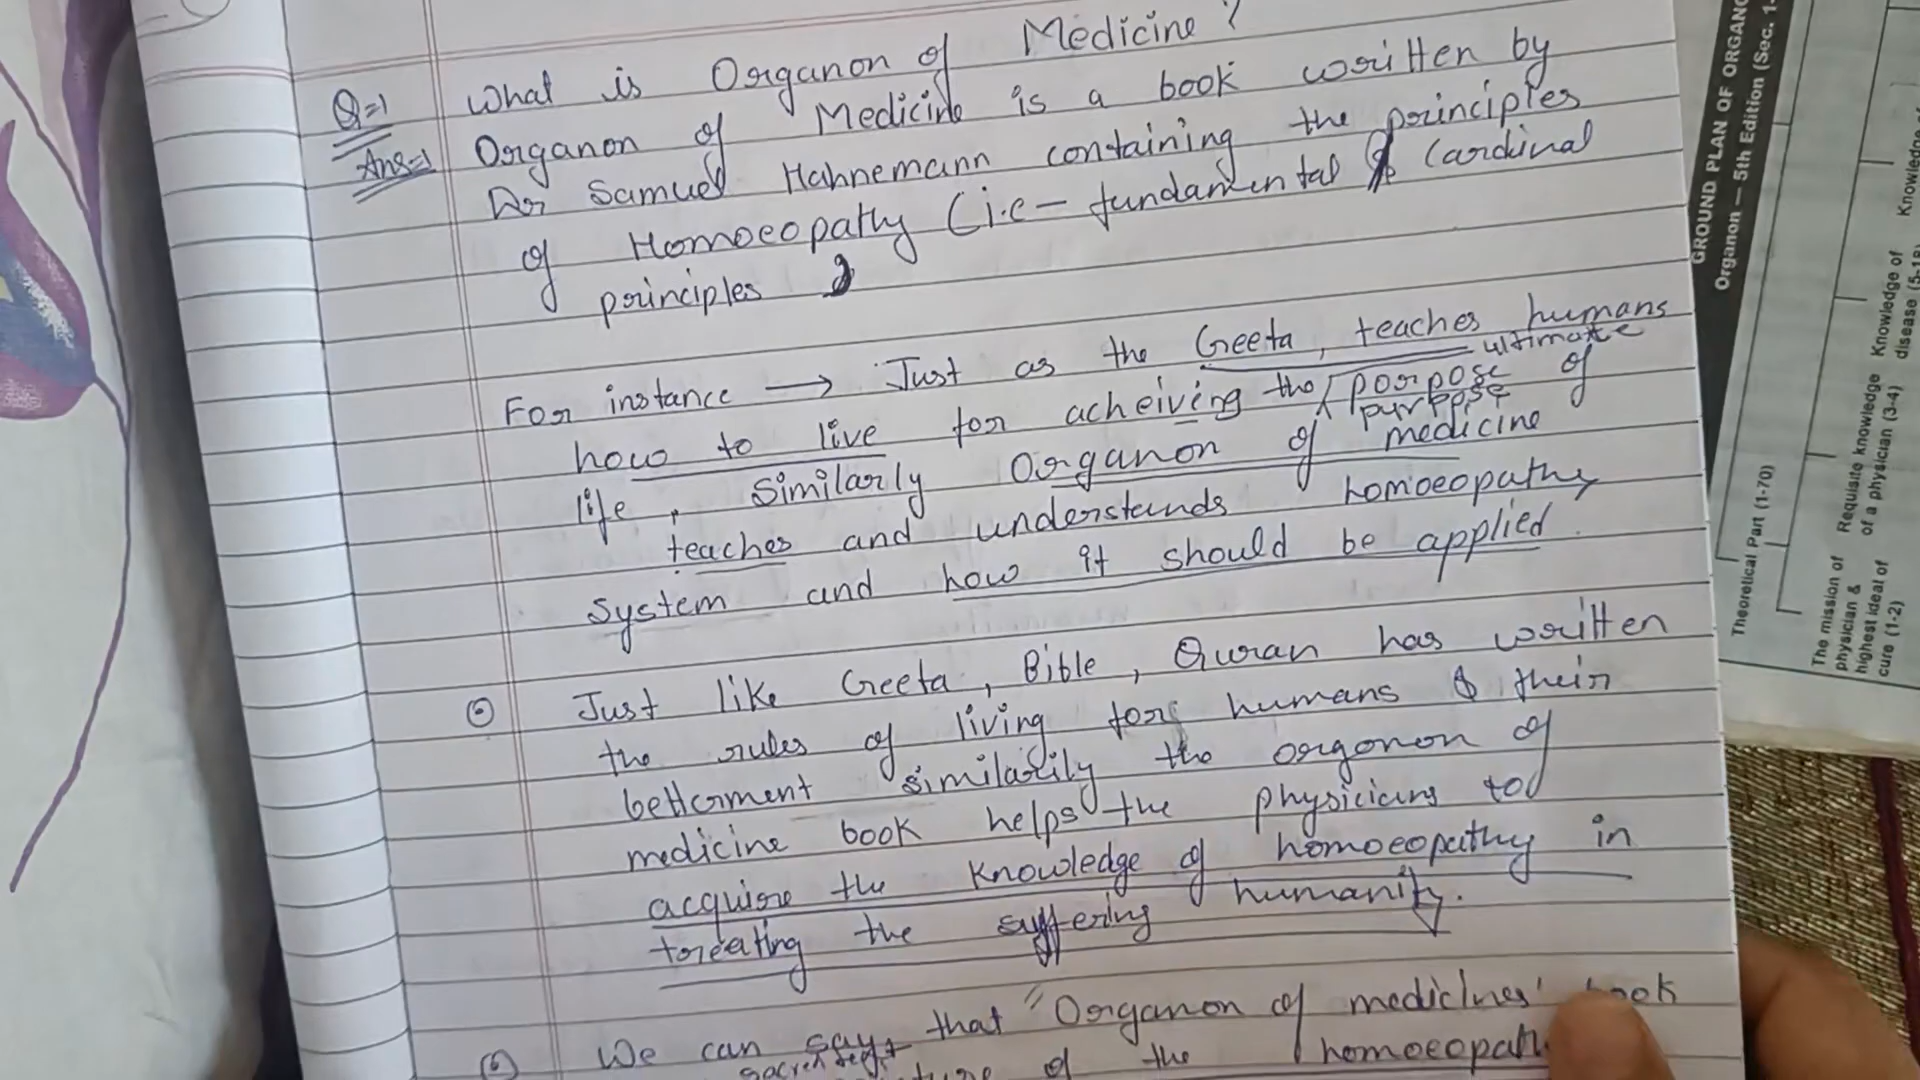 Q=1 What is Organon of Medicine?
Ans=1 Organon of Medicine is a book written by
Dr Samuel Hahnemann containing the principles
of Homoeopathy (i.e – fundamental & Cardinal
principles
For instance → Just as the Geeta, teaches humans
how to live for acheiving the ultimate porpose purpose of
life, Similarly Organon of medicine
teaches and understands homoeopathy
system and how it should be applied.
Just like Geeta, Bible, Quran has written
the rules of living for humans & their
betterment similarily the orgonon of
medicine book helps the physicians to
acquire the knowledge of homoeopathy in
treating the suffering humanity.
We can say that "Organon of medicines' book
of the homoeopath
GROUND PLAN OF ORGANO
Organon — 5th Edition (Sec. 1-
Theoretical Part (1-70)
The mission of physician & highest ideal of cure (1-2)
Requisite knowledge of a physician (3-4)
Knowledge of disease (5-18)
Knowledge of